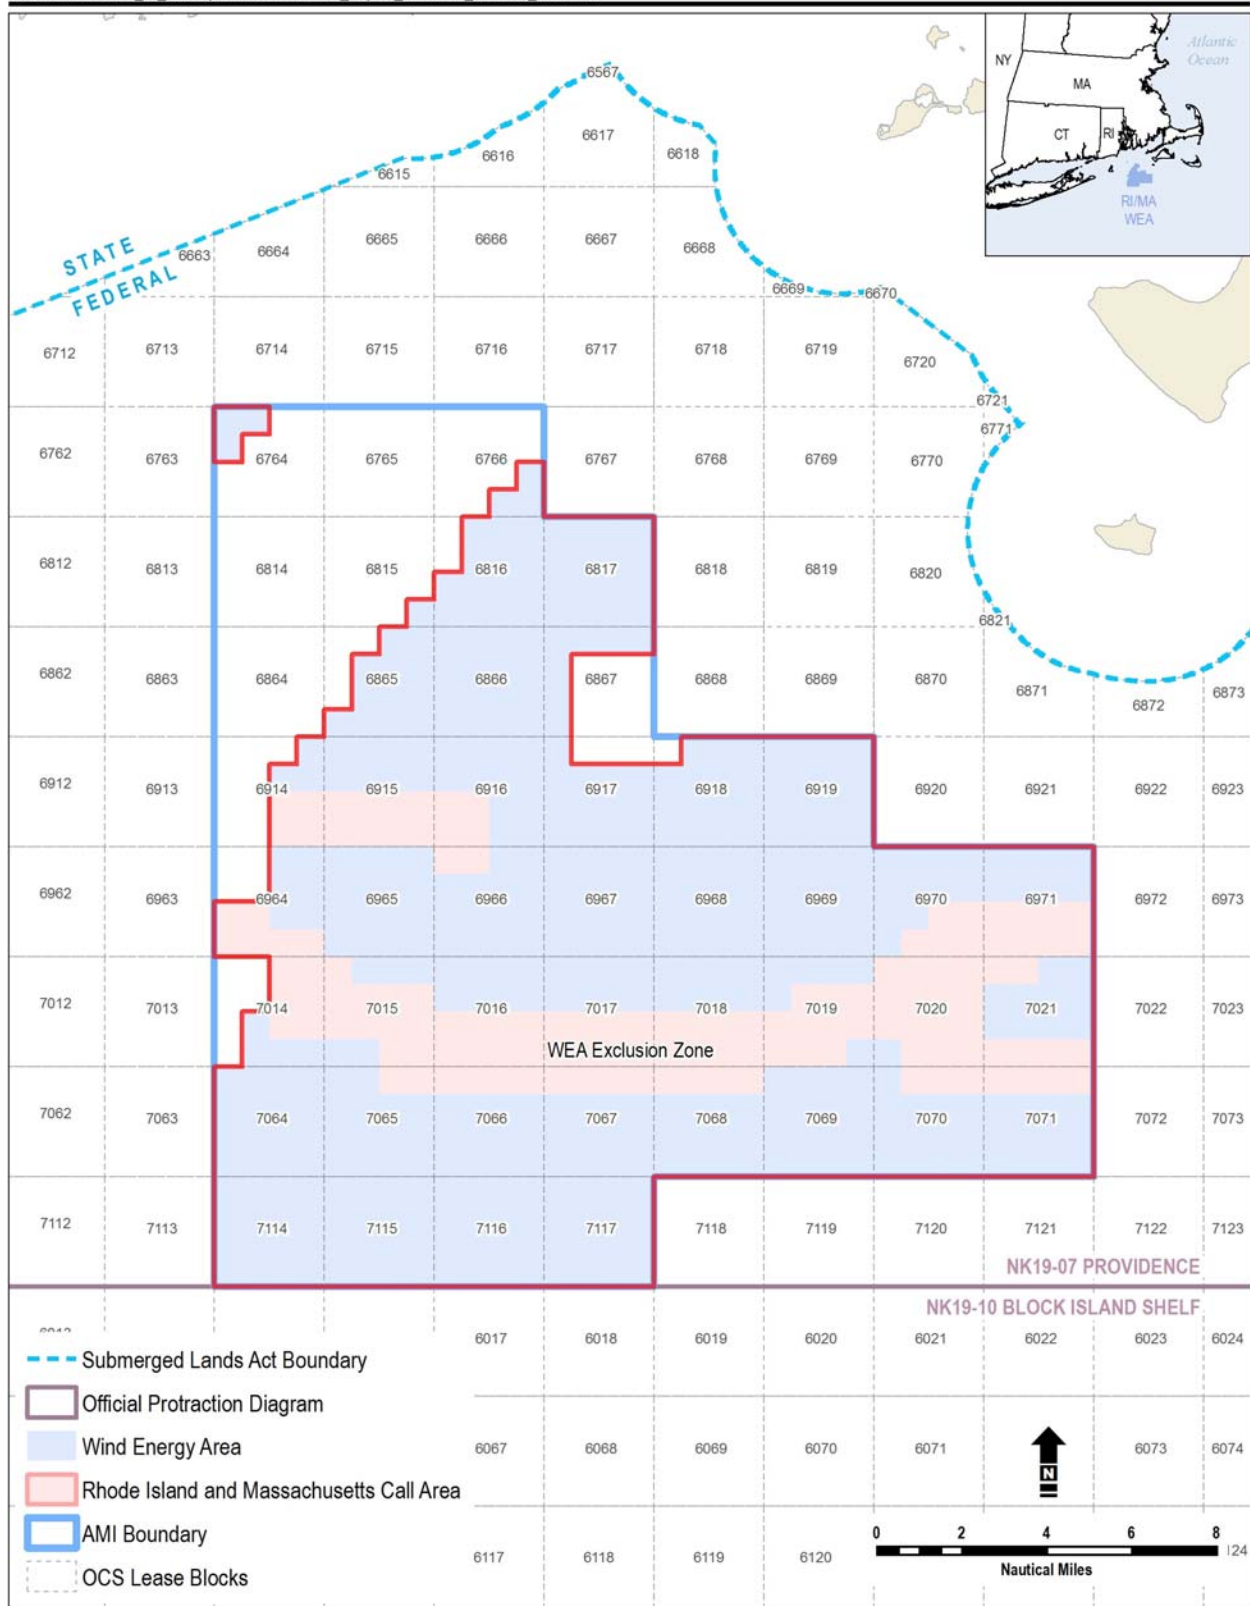 Atlantic
Ocean
NY
MA
CT
RI
RI/MA
WEA
6567
6617
6616
6618
6615
STATE
FEDERAL
6663 6664 6665 6666 6667 6668
6669 6670
6712 6713 6714 6715 6716 6717 6718 6719 6720
6721
6771
6762 6763 6764 6765 6766 6767 6768 6769 6770
6812 6813 6814 6815 6816 6817 6818 6819 6820
6821
6862 6863 6864 6865 6866 6867 6868 6869 6870 6871 6872 6873
6912 6913 6914 6915 6916 6917 6918 6919 6920 6921 6922 6923
6962 6963 6964 6965 6966 6967 6968 6969 6970 6971 6972 6973
7012 7013 7014 7015 7016 7017 7018 7019 7020 7021 7022 7023
WEA Exclusion Zone
7062 7063 7064 7065 7066 7067 7068 7069 7070 7071 7072 7073
7112 7113 7114 7115 7116 7117 7118 7119 7120 7121 7122 7123
NK19-07 PROVIDENCE
NK19-10 BLOCK ISLAND SHELF
6017 6018 6019 6020 6021 6022 6023 6024
Submerged Lands Act Boundary
Official Protraction Diagram
Wind Energy Area
6067 6068 6069 6070 6071 6073 6074
Rhode Island and Massachusetts Call Area
N
AMI Boundary
0 2 4 6 8
6117 6118 6119 6120
Nautical Miles
OCS Lease Blocks